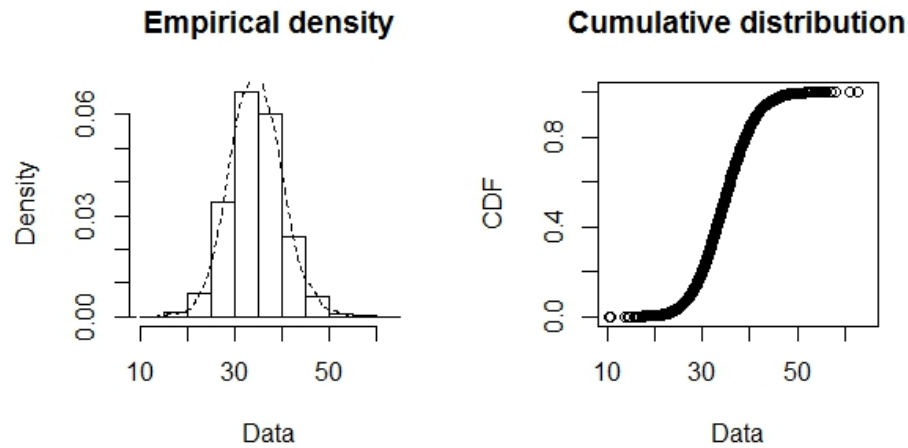 Empirical density
Density
0.00
0.03
0.06
10
30
50
Data
Cumulative distribution
CDF
0.0
0.4
0.8
10
30
50
Data